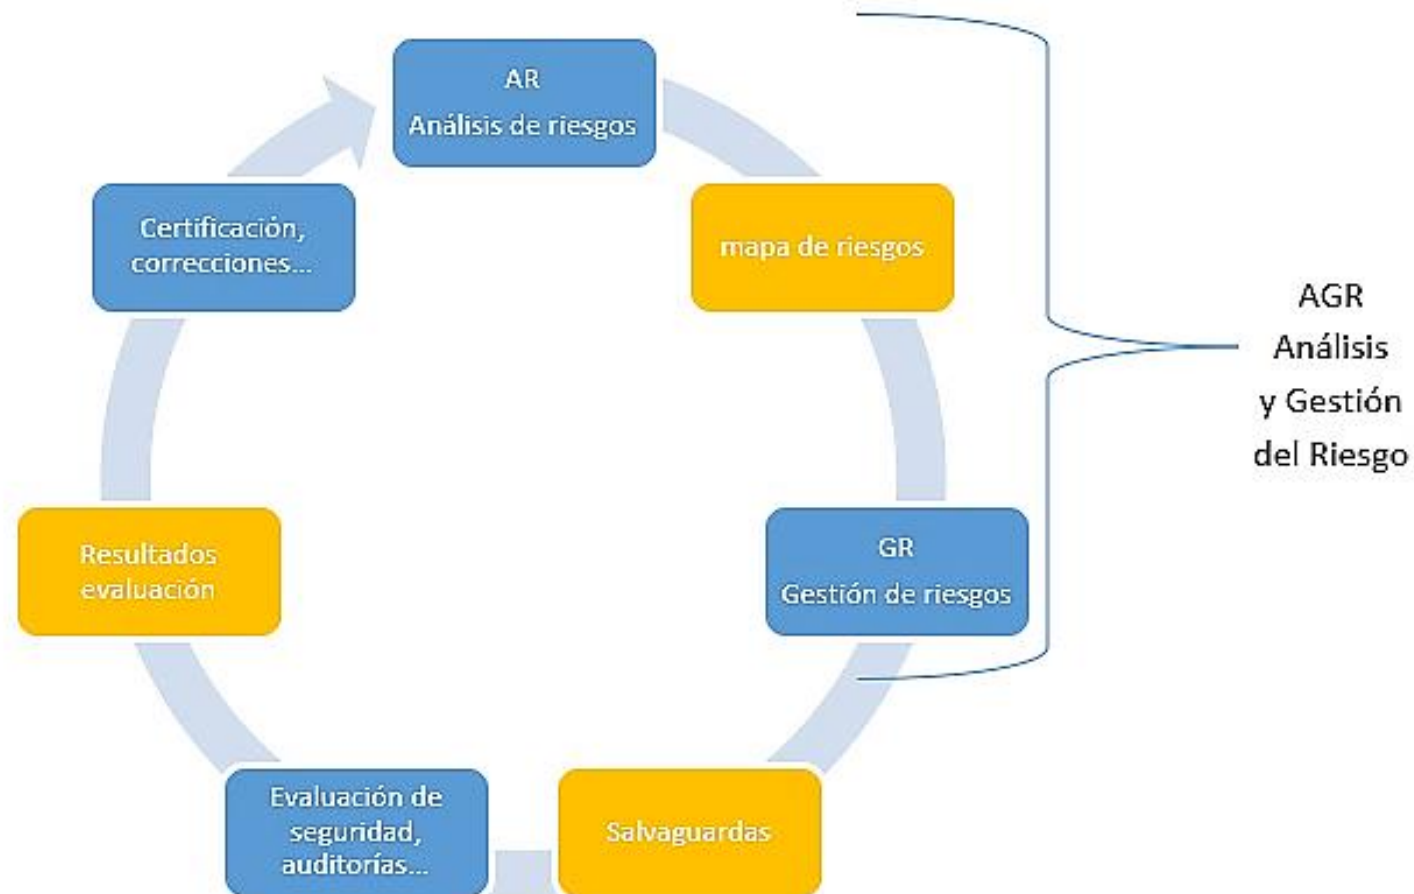 AR
Análisis de riesgos
mapa de riesgos
GR
Gestión de riesgos
Salvaguardas
Evaluación de
seguridad,
auditorías...
Resultados
evaluación
Certificación,
correcciones...
AGR
Análisis
y Gestión
del Riesgo